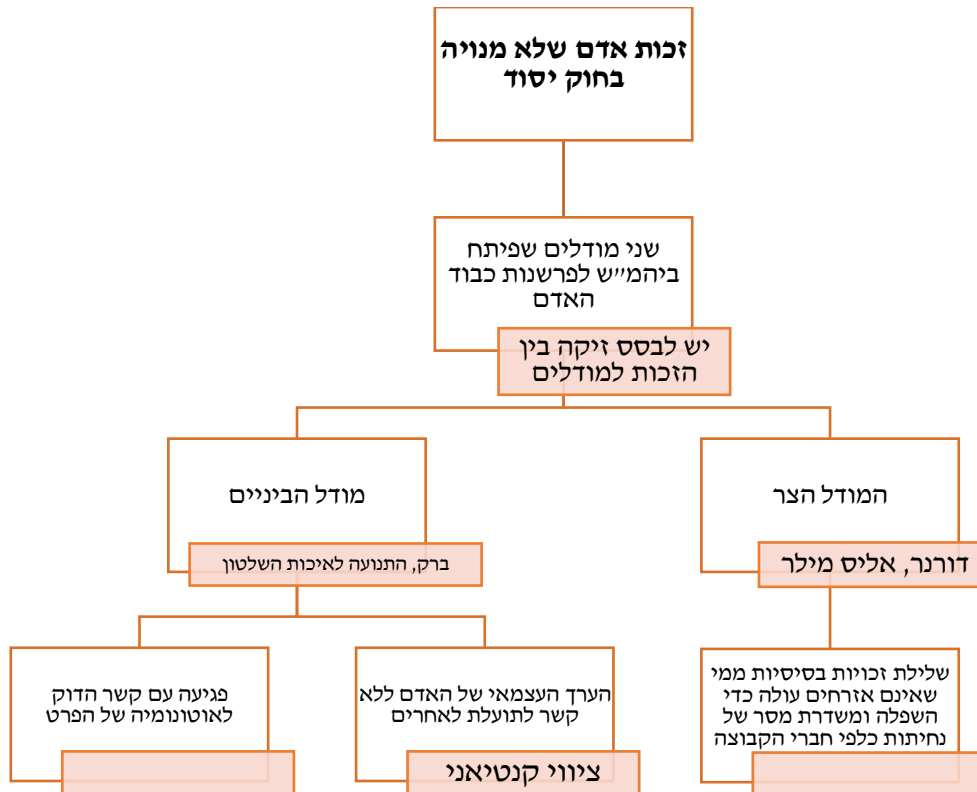 זכות אדם שלא מנויה
בחוק יסוד
שני מודלים שפיתח
ביהמ״ש לפרשנות כבוד
האדם
יש לבסס זיקה בין
הזכות למודלים
המודל הצר
דורנר, אליס מילר
שלילת זכויות בסיסיות ממי
שאינם אזרחים עולה כדי
השפלה ומשדרת מסר של
נחיתות כלפי חברי הקבוצה
מודל הביניים
ברק, התנועה לאיכות השלטון
הערך העצמאי של האדם ללא
קשר לתועלת לאחרים
ציווי קנטיאני
פגיעה עם קשר הדוק
לאוטונומיה של הפרט